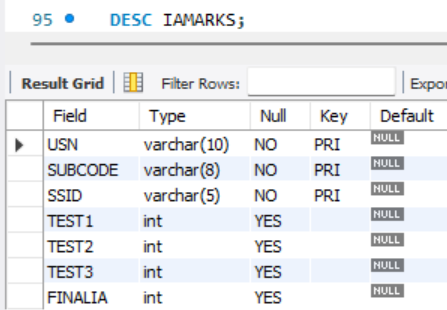 95 DESC IAMARKS;
Result Grid Filter Rows: Expor
Field Type Null Key Default
USN varchar(10) NO PRI NULL
SUBCODE varchar(8) NO PRI NULL
SSID varchar(5) NO PRI NULL
TEST1 int YES NULL
TEST2 int YES NULL
TEST3 int YES NULL
FINALIA int YES NULL